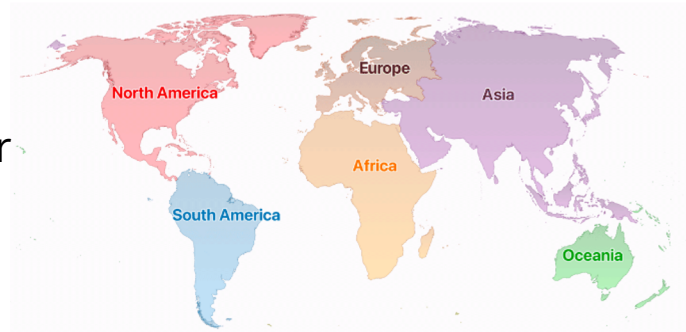 Europe
North America
Asia
r
Africa
South America
Oceania